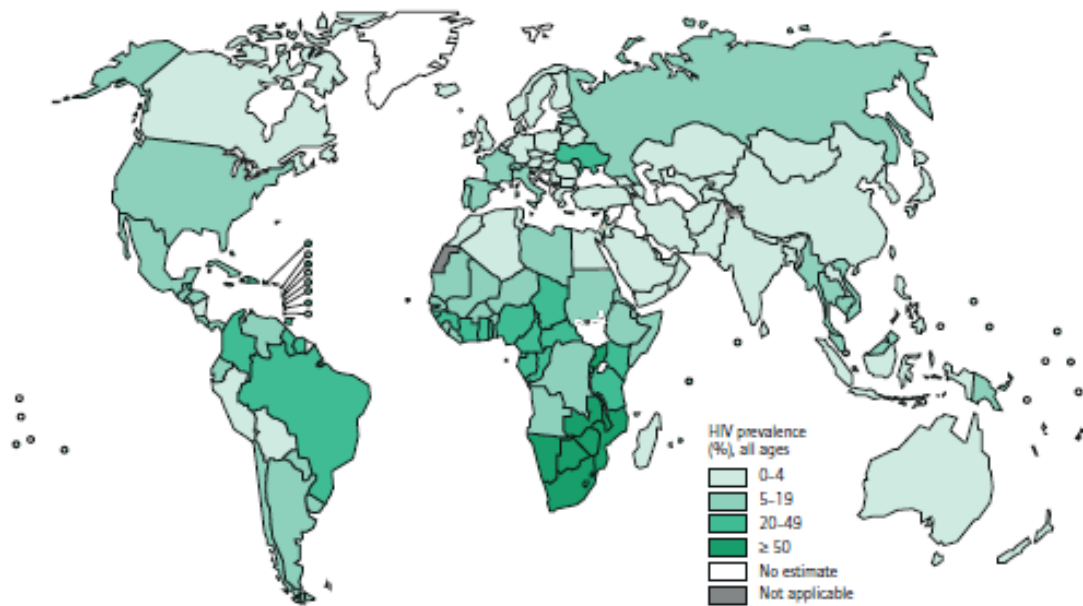 HIV prevalence
(%), all ages
0–4
5–19
20–49
≥ 50
No estimate
Not applicable